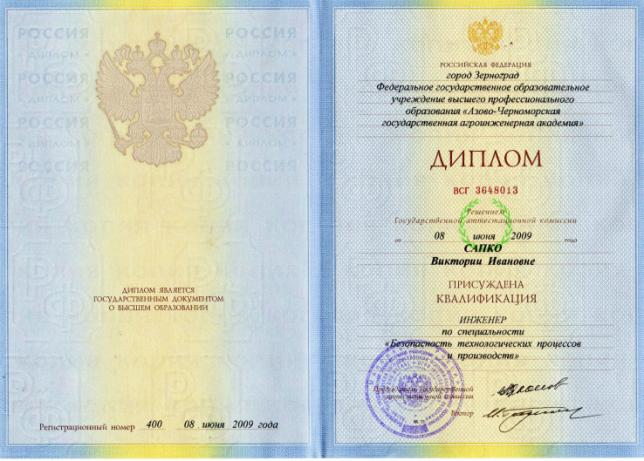 ДИПЛОМ ЯВЛЯЕТСЯ
ГОСУДАРСТВЕННЫМ ДОКУМЕНТОМ
О ВЫСШЕМ ОБРАЗОВАНИИ
Регистрационный номер 400 08 июня 2009 года
РОССИЙСКАЯ ФЕДЕРАЦИЯ
город Зерноград
Федеральное государственное образовательное
учреждение высшего профессионального
образования «Азово-Черноморская
государственная агроинженерная академия»
ДИПЛОМ
ВСГ 3648013
Решением
Государственной аттестационной комиссии
от 08 июня 2009 года
САПКО
Виктории Ивановне
ПРИСУЖДЕНА
КВАЛИФИКАЦИЯ
ИНЖЕНЕР
по специальности
«Безопасность технологических процессов
и производств»
Председатель Государственной
аттестационной комиссии
Ректор